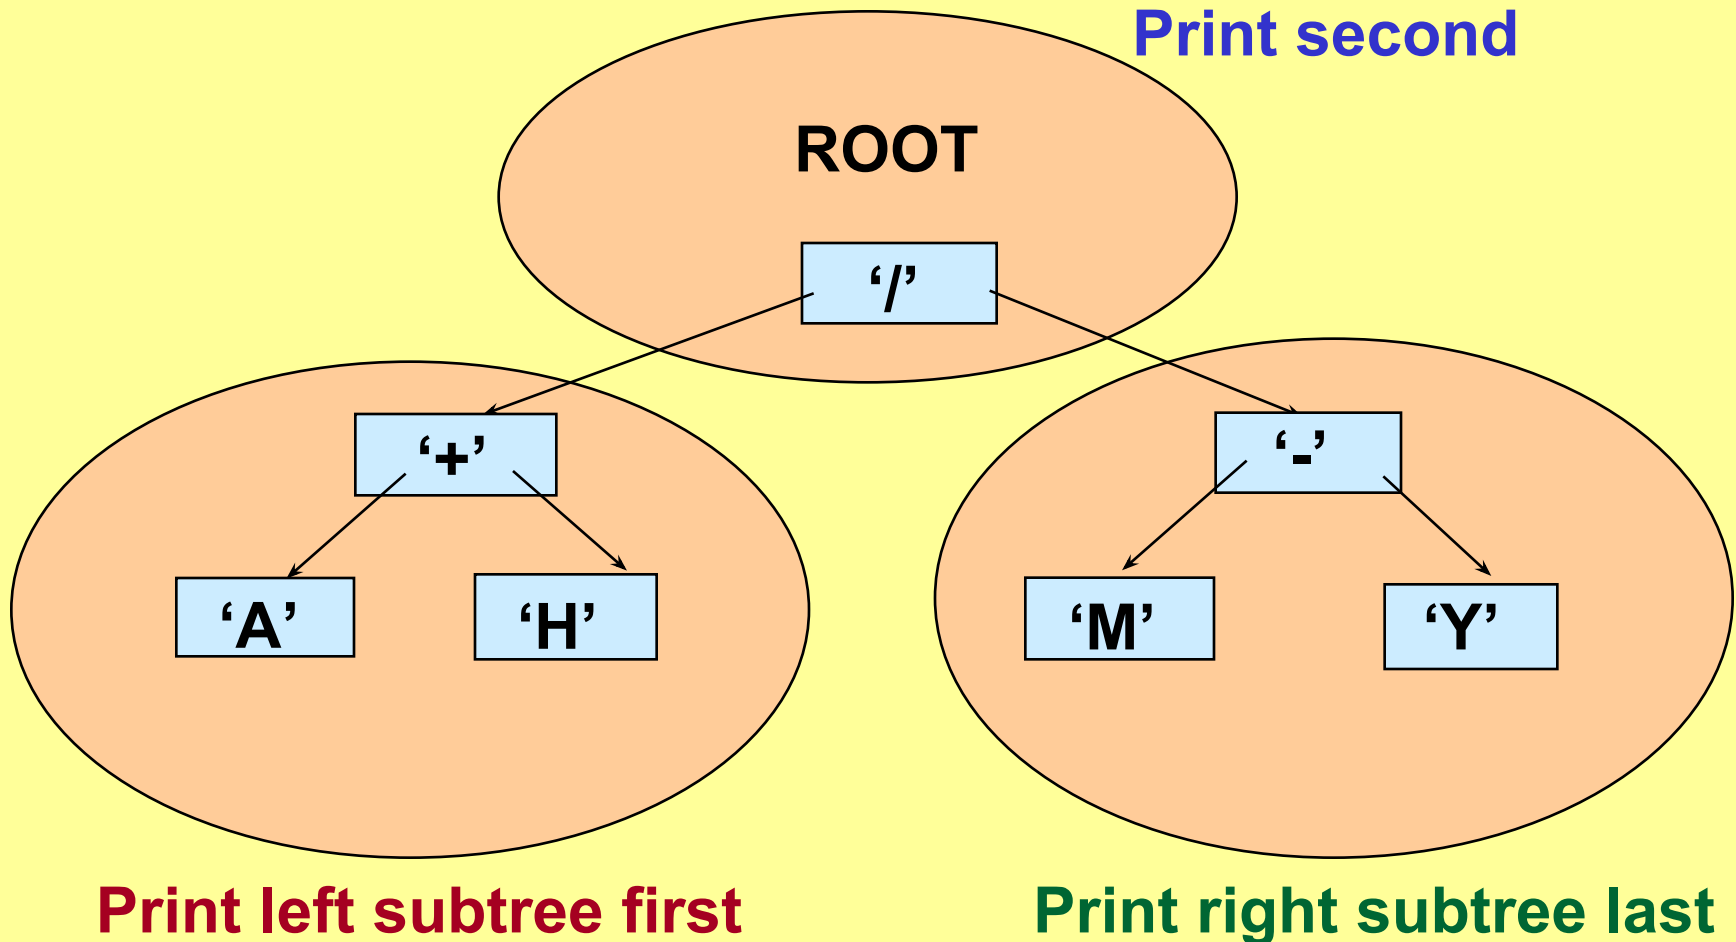 Print second
ROOT
‘/’
‘+’
‘-’
‘A’
‘H’
‘M’
‘Y’
Print left subtree first
Print right subtree last